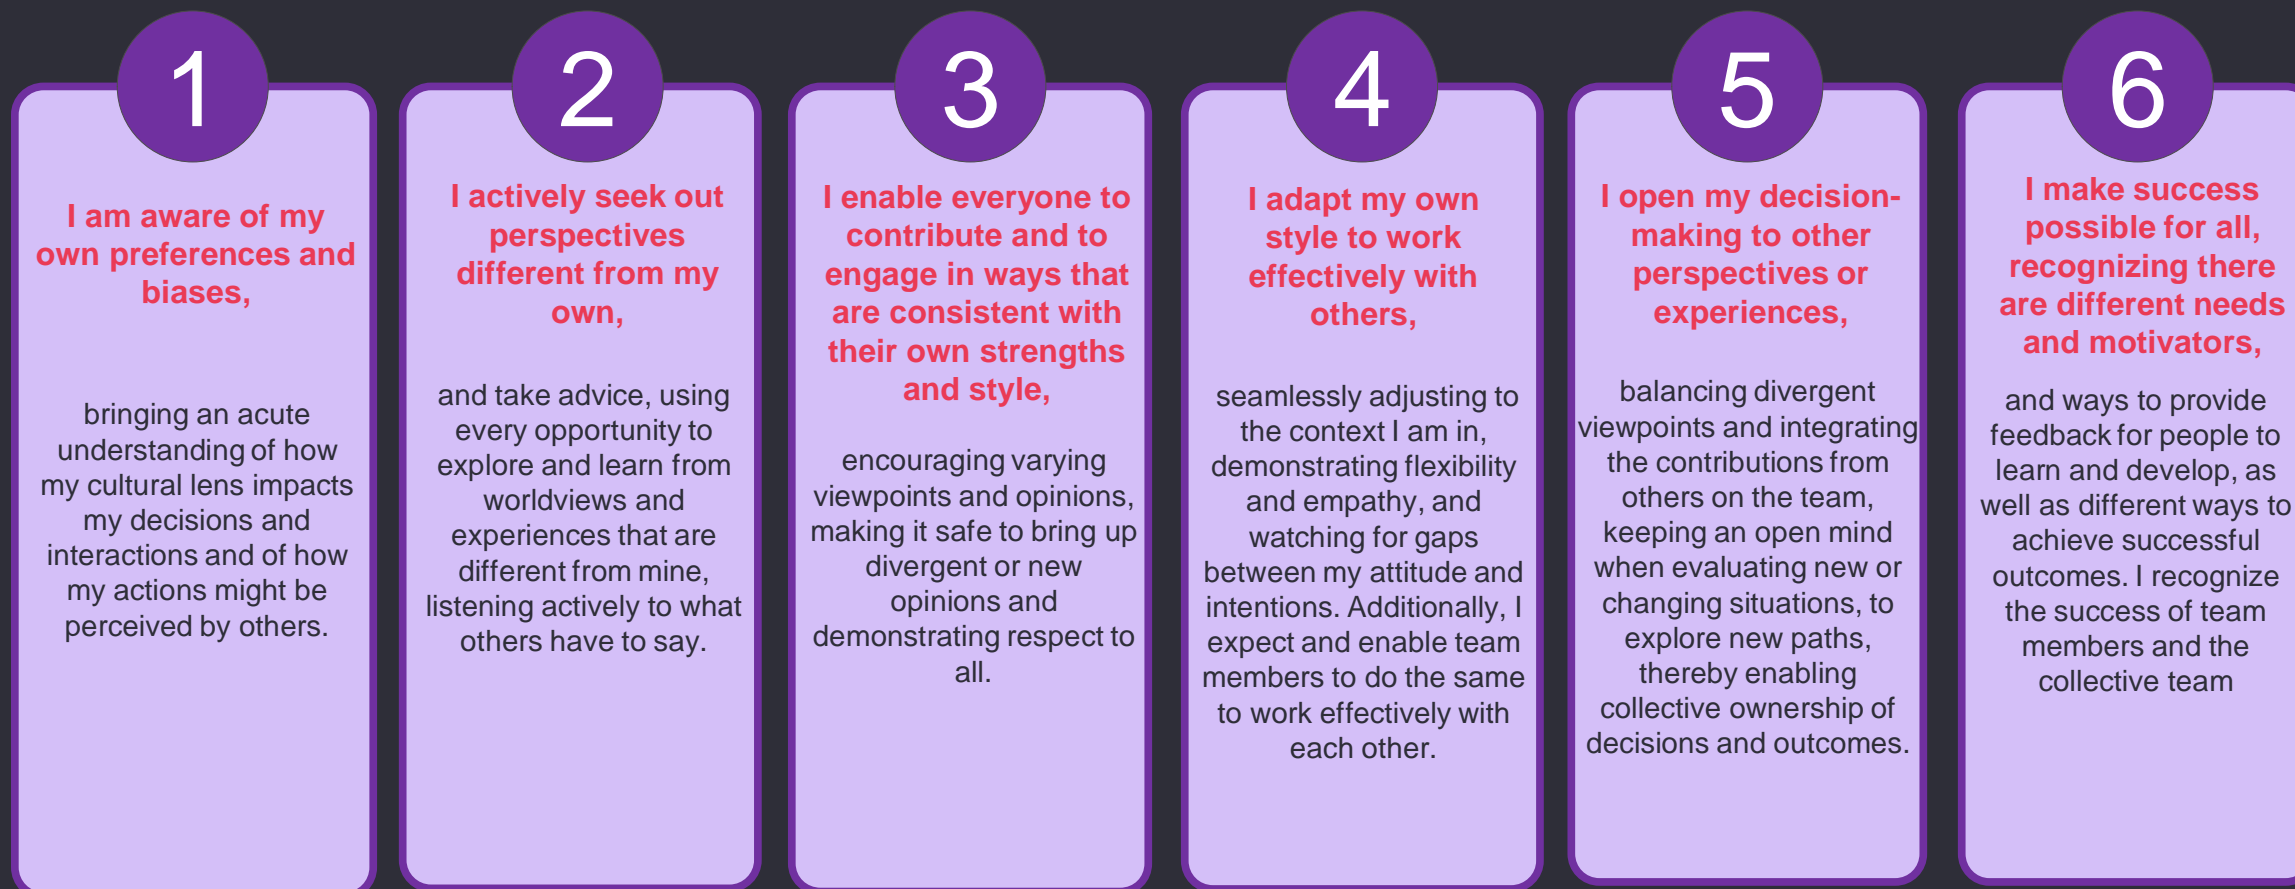 1
I am aware of my
own preferences and
biases,
bringing an acute
understanding of how
my cultural lens impacts
my decisions and
interactions and of how
my actions might be
perceived by others.
2
I actively seek out
perspectives
different from my
own,
and take advice, using
every opportunity to
explore and learn from
worldviews and
experiences that are
different from mine,
listening actively to what
others have to say.
3
I enable everyone to
contribute and to
engage in ways that
are consistent with
their own strengths
and style,
encouraging varying
viewpoints and opinions,
making it safe to bring up
divergent or new
opinions and
demonstrating respect to
all.
4
I adapt my own
style to work
effectively with
others,
seamlessly adjusting to
the context I am in,
demonstrating flexibility
and empathy, and
watching for gaps
between my attitude and
intentions. Additionally, I
expect and enable team
members to do the same
to work effectively with
each other.
5
I open my decision-
making to other
perspectives or
experiences,
balancing divergent
viewpoints and integrating
the contributions from
others on the team,
keeping an open mind
when evaluating new or
changing situations, to
explore new paths,
thereby enabling
collective ownership of
decisions and outcomes.
6
I make success
possible for all,
recognizing there
are different needs
and motivators,
and ways to provide
feedback for people to
learn and develop, as
well as different ways to
achieve successful
outcomes. I recognize
the success of team
members and the
collective team